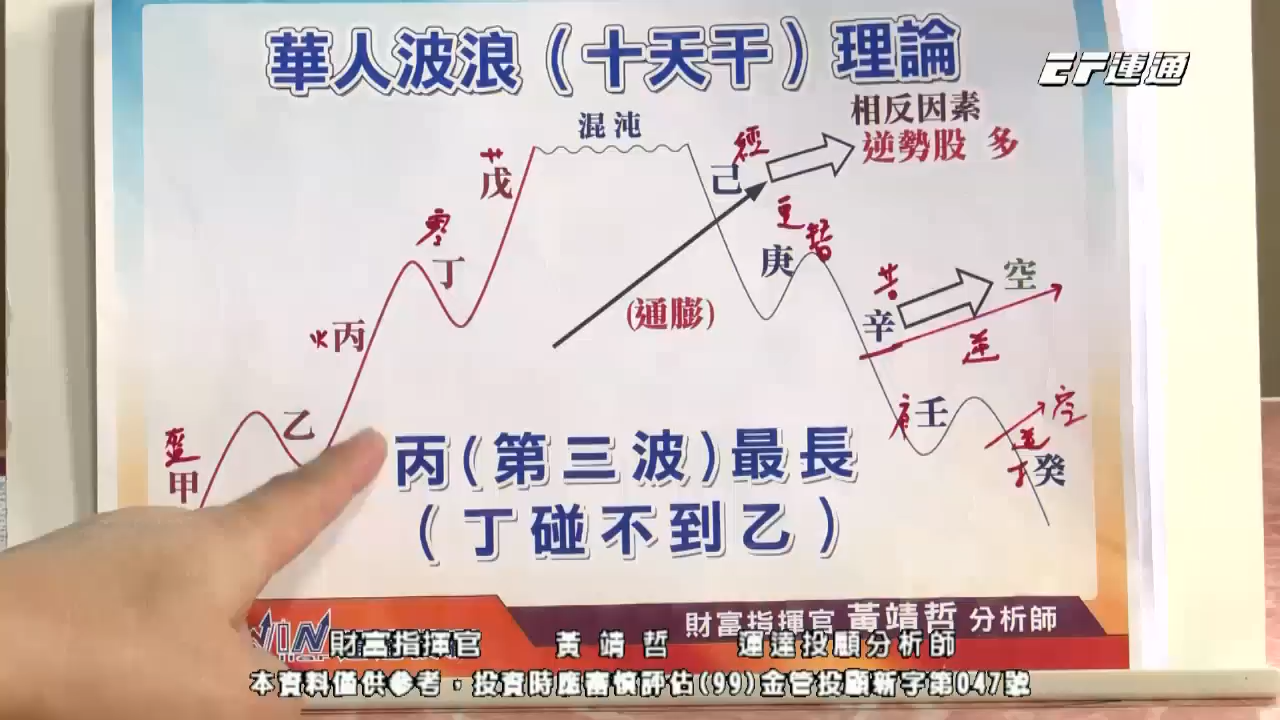 華人波浪（十天干）理論
EF運通
混沌
相反因素
經
逆勢股 多
己
戊
零
丁
庚
(通膨)
空
苦
辛
逆
火丙
乙
甲
壬
空
逆
癸
丙(第三波)最長
(丁碰不到乙)
財富指揮官 黃靖哲 分析師
WIN
財富指揮官 黃靖哲 運達投顧分析師
本資料僅供參考，投資時應審慎評估(99)金管投顧新字第047號